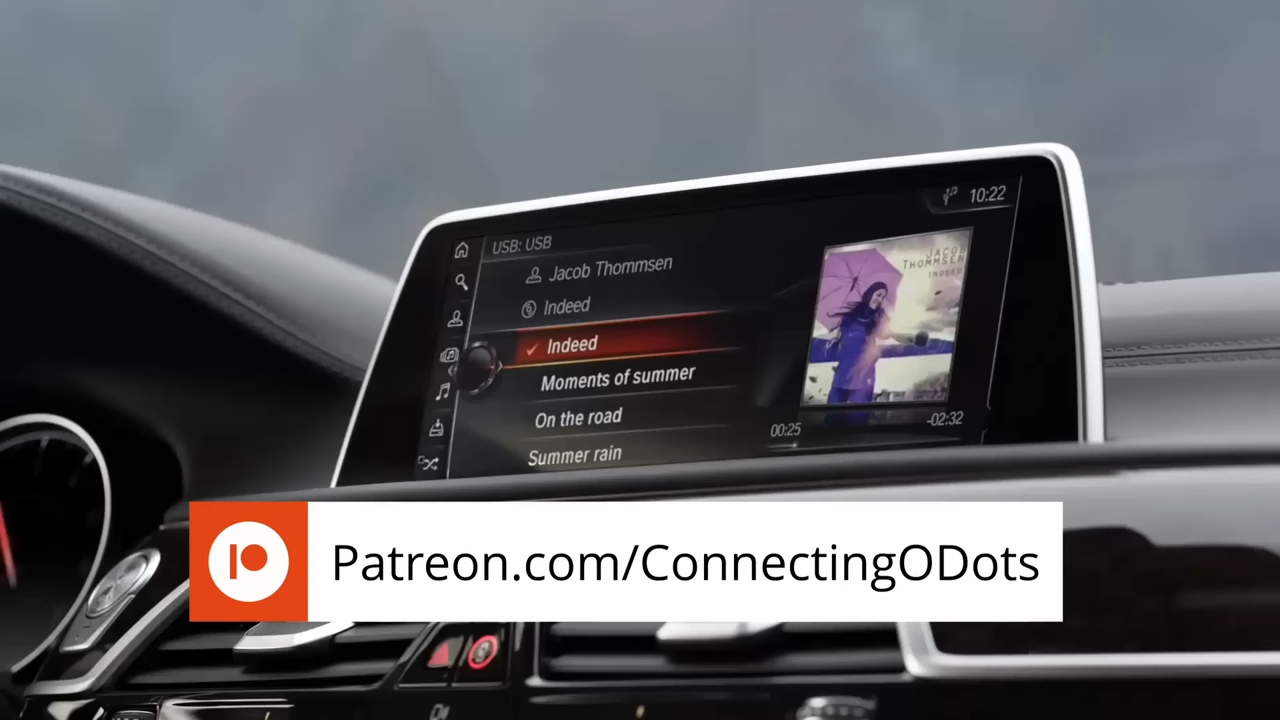 10:22
USB: USB
Jacob Thommsen
Indeed
Indeed
Moments of summer
On the road
Summer rain
JACOB
THOMMSEN
INDEED
00:25
-02:32
Patreon.com/ConnectingODots